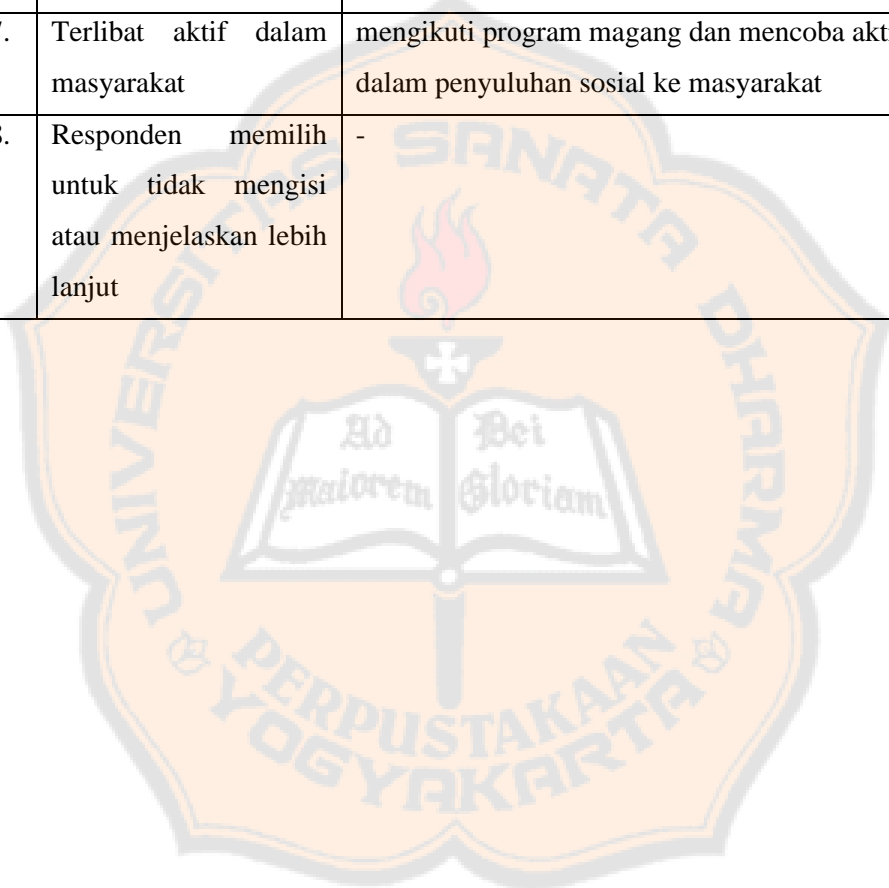 7. Terlibat aktif dalam masyarakat
mengikuti program magang dan mencoba akti
dalam penyuluhan sosial ke masyarakat
8. Responden memilih
untuk tidak mengisi
atau menjelaskan lebih
lanjut
-
UNIVERSITAS SANATA DHARMA
Ad Maiorem
Dei Gloriam
PERPUSTAKAAN
YOGYAKARTA